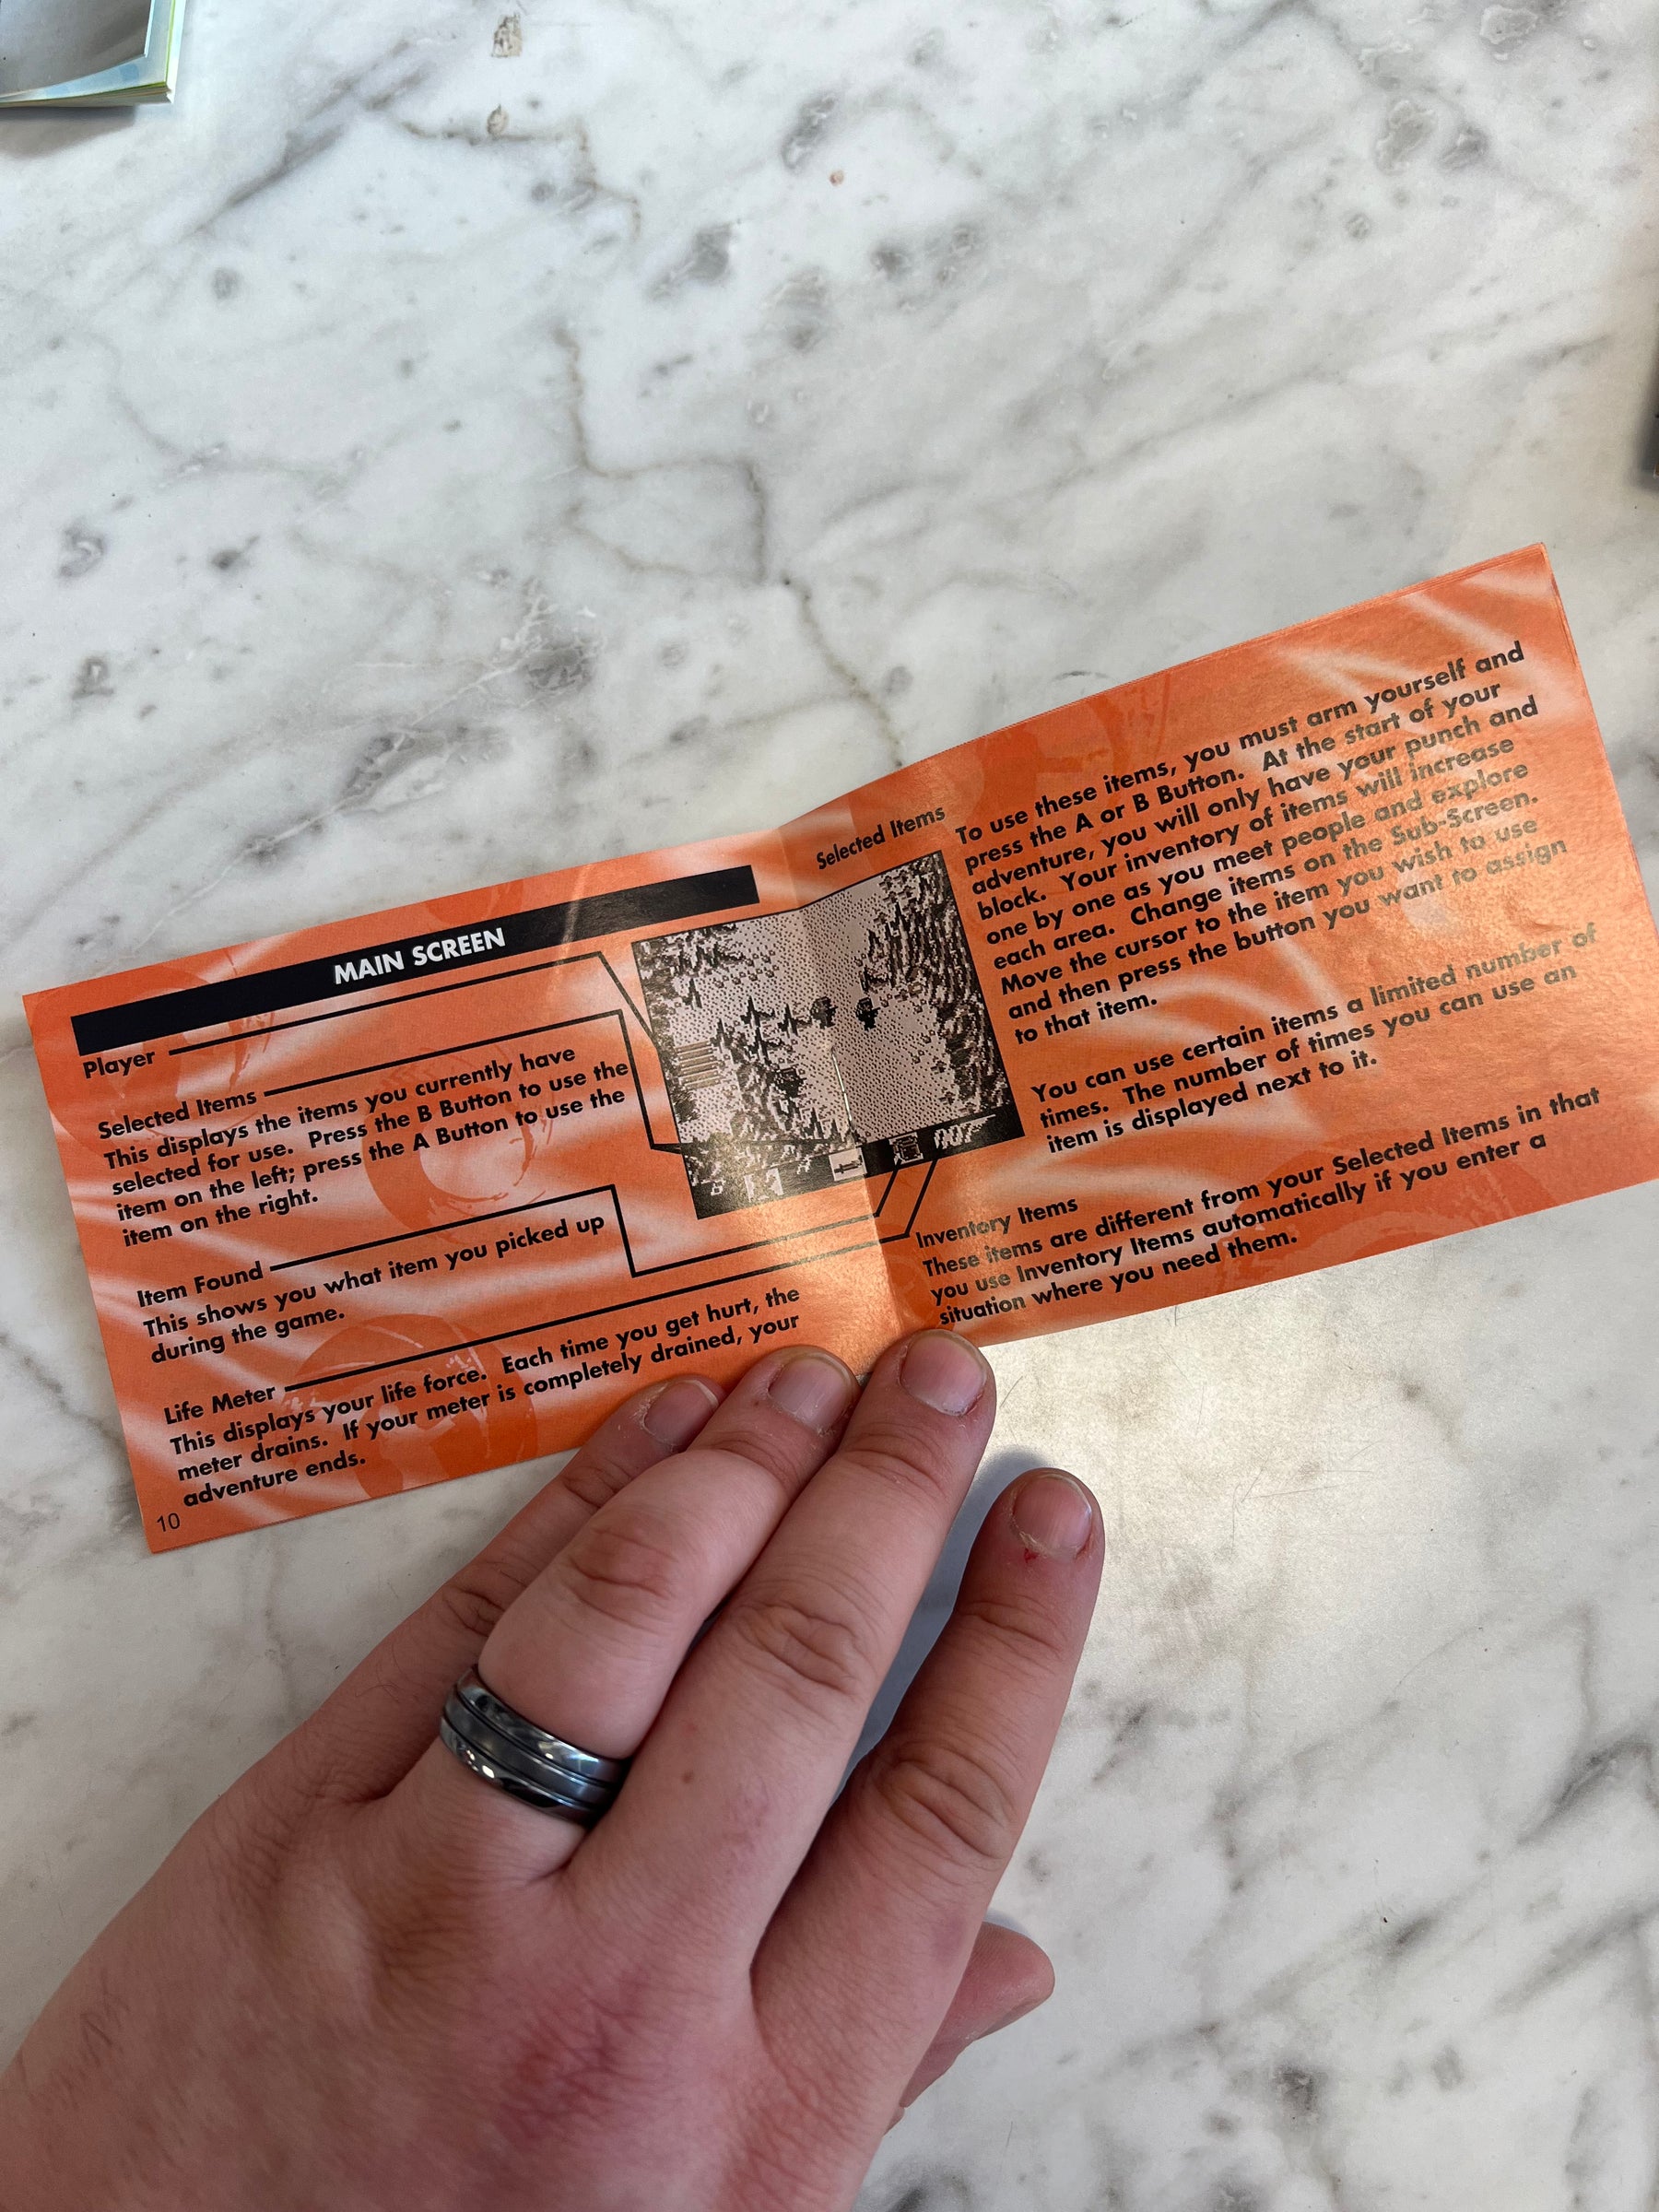 MAIN SCREEN
Player
Selected Items
This displays the items you currently have
selected for use. Press the B Button to use the
item on the left; press the A Button to use the
item on the right.
Item Found
This shows you what item you picked up
during the game.
Life Meter
This displays your life force. Each time you get hurt, the
meter drains. If your meter is completely drained, your
adventure ends.
10
Selected Items
To use these items, you must arm yourself and
press the A or B Button. At the start of your
adventure, you will only have your punch and
block. Your inventory of items will increase
one by one as you meet people and explore
each area. Change items on the Sub-Screen.
Move the cursor to the item you wish to use
and then press the button you want to assign
to that item.
You can use certain items a limited number of
times. The number of times you can use an
item is displayed next to it.
Inventory Items
These items are different from your Selected Items in that
you use Inventory Items automatically if you enter a
situation where you need them.